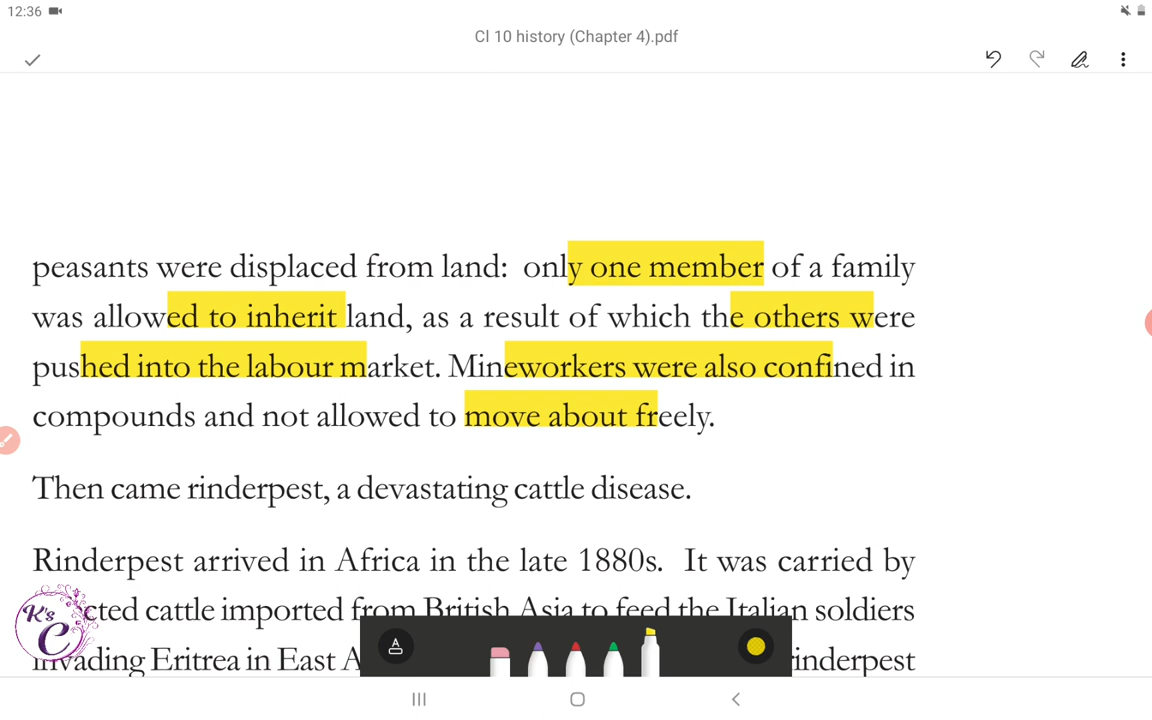 12:36
Cl 10 history (Chapter 4).pdf
peasants were displaced from land: only one member of a family
was allowed to inherit land, as a result of which the others were
pushed into the labour market. Mineworkers were also confined in
compounds and not allowed to move about freely.
Then came rinderpest, a devastating cattle disease.
Rinderpest arrived in Africa in the late 1880s. It was carried by
cted cattle imported from British Asia to feed the Italian soldiers
invading Eritrea in East A rinderpest
K's
C
A